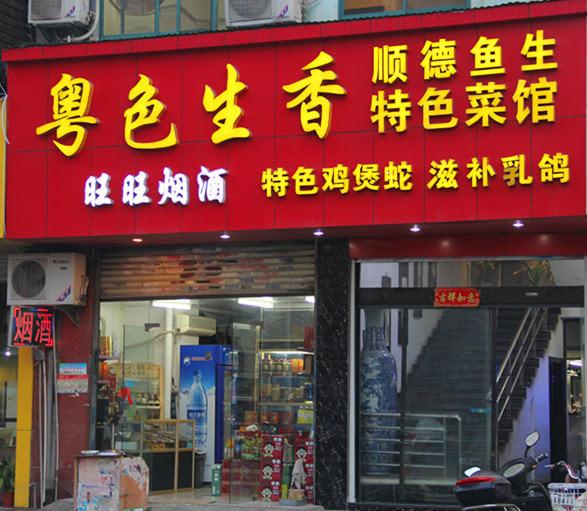 粤色生香
顺德鱼生
特色菜馆
旺旺烟酒
特色鸡煲蛇 滋补乳鸽
烟酒
吉祥如意